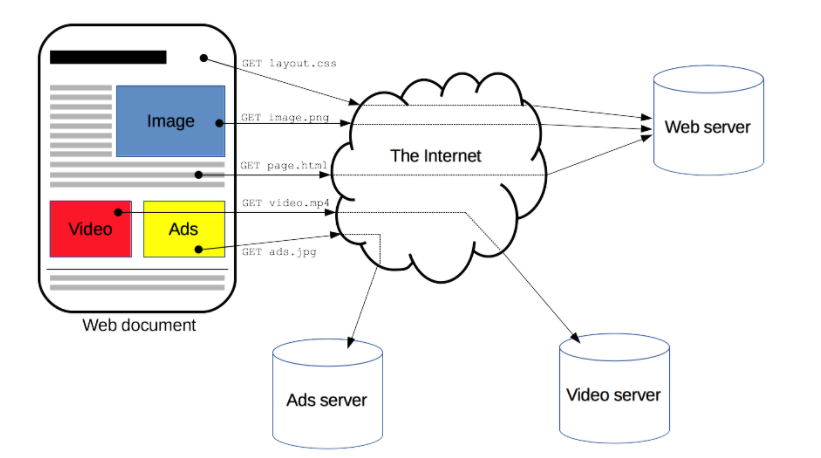 GET layout.css
Image
GET image.png
The Internet
Web server
GET page.html
Video
Ads
GET video.mp4
GET ads.jpg
Web document
Ads server
Video server